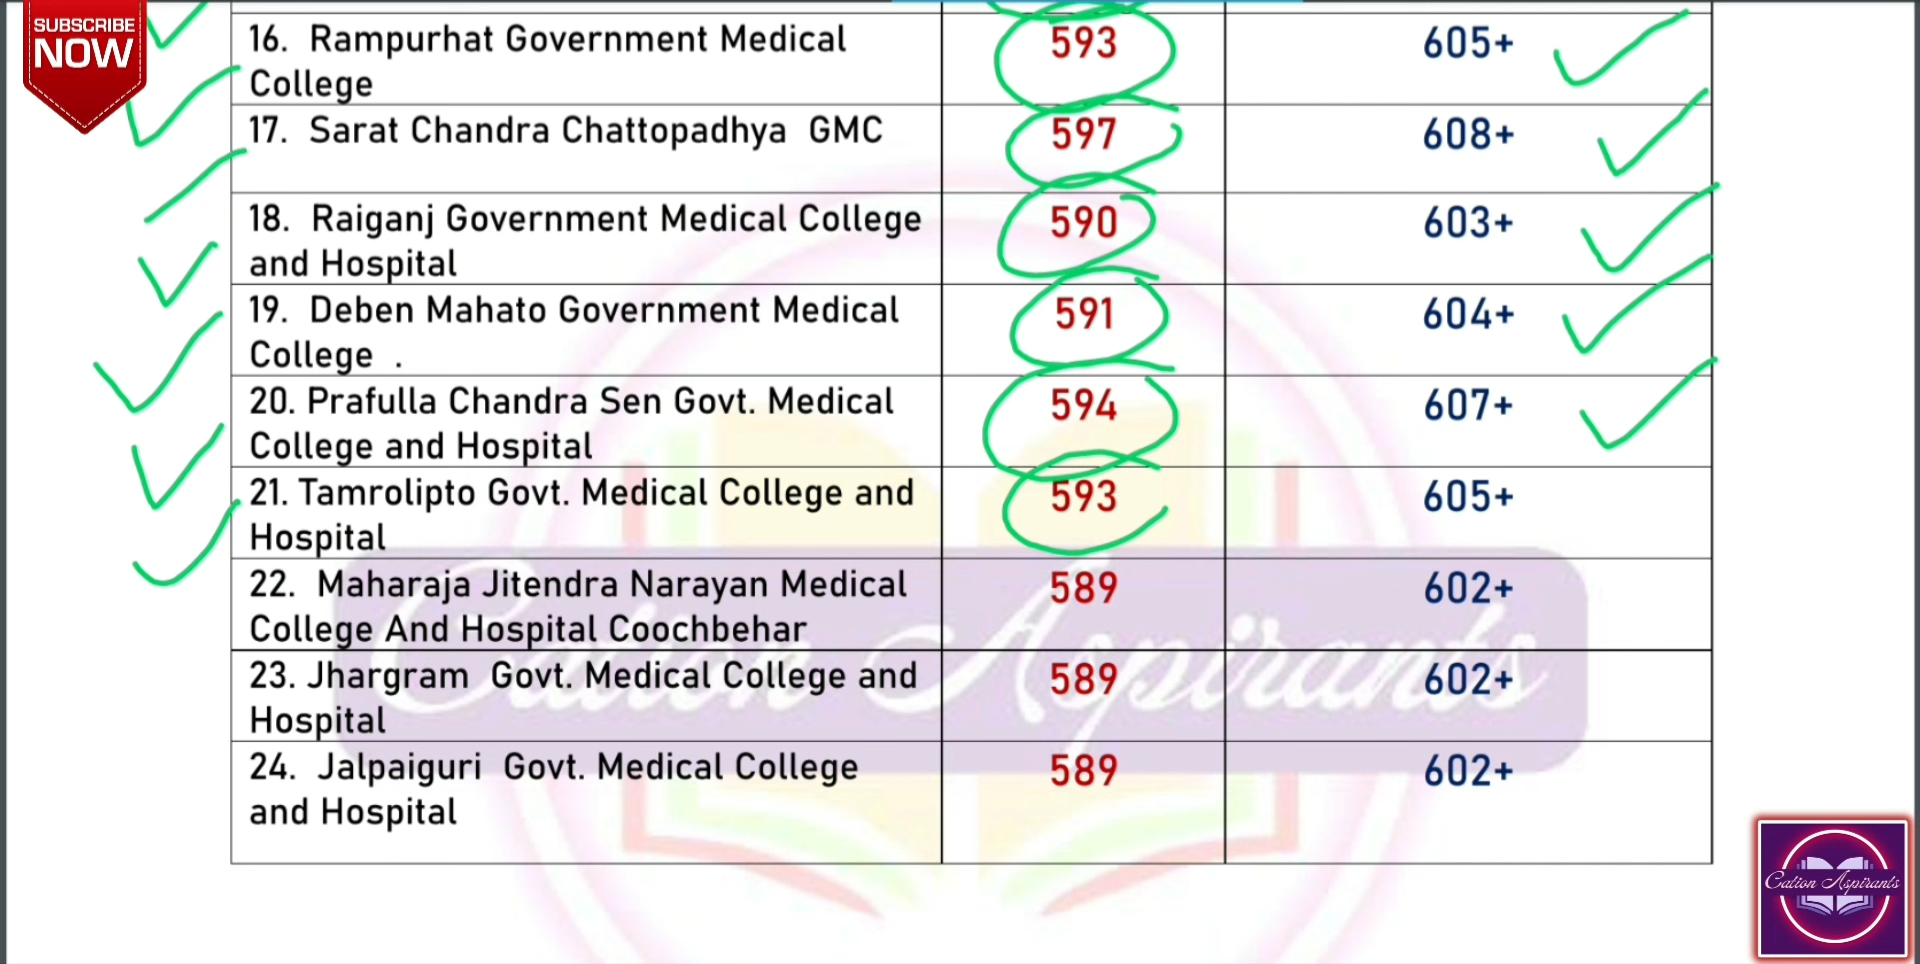 SUBSCRIBE
NOW
16. Rampurhat Government Medical
College
593
605+
17. Sarat Chandra Chattopadhya GMC
597
608+
18. Raiganj Government Medical College
and Hospital
590
603+
19. Deben Mahato Government Medical
College .
591
604+
20. Prafulla Chandra Sen Govt. Medical
College and Hospital
594
607+
21. Tamrolipto Govt. Medical College and
Hospital
593
605+
22. Maharaja Jitendra Narayan Medical
College And Hospital Coochbehar
589
602+
23. Jhargram Govt. Medical College and
Hospital
589
602+
24. Jalpaiguri Govt. Medical College
and Hospital
589
602+
Cation Aspirants
Cation Aspirants